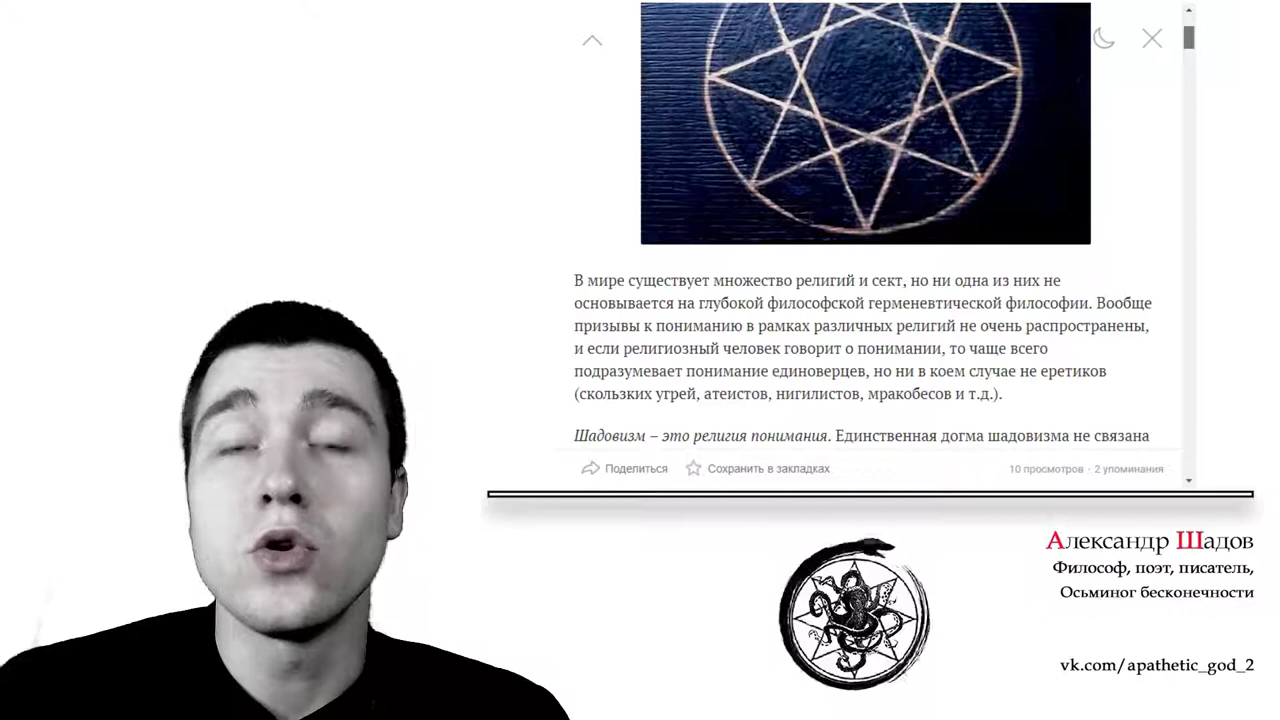 В мире существует множество религий и сект, но ни одна из них не
основывается на глубокой философской герменевтической философии. Вообще
призывы к пониманию в рамках различных религий не очень распространены,
и если религиозный человек говорит о понимании, то чаще всего
подразумевает понимание единоверцев, но ни в коем случае не еретиков
(скользких угрей, атеистов, нигилистов, мракобесов и т.д.).
Шадовизм – это религия понимания. Единственная догма шадовизма не связана
Поделиться Сохранить в закладках 10 просмотров · 2 упоминания
Александр Шадов
Философ, поэт, писатель,
Осьминог бесконечности
vk.com/apathetic_god_2